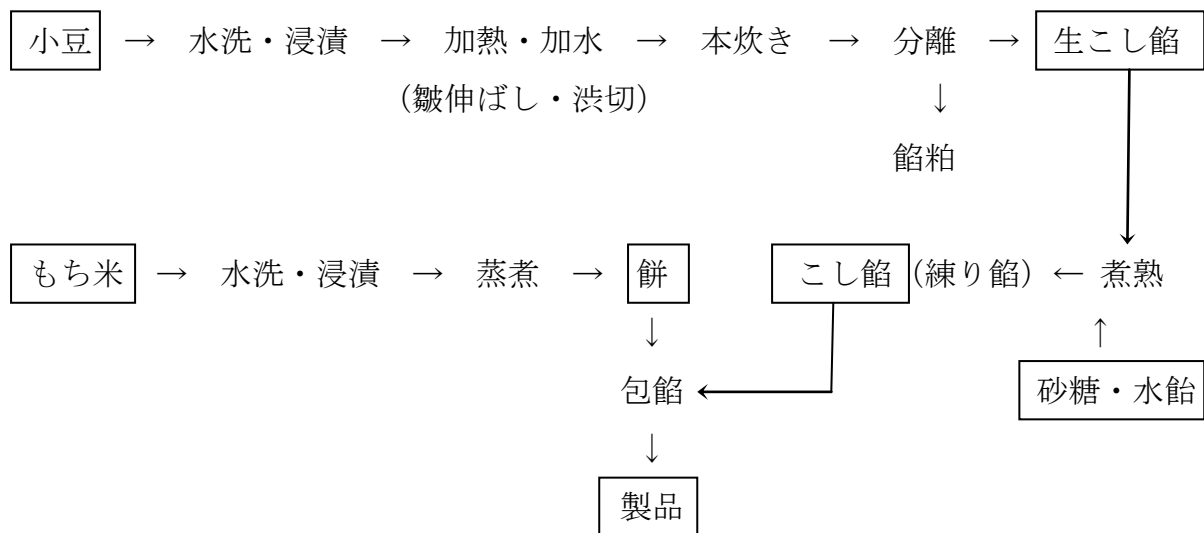 小豆 → 水洗・浸漬 → 加熱・加水 → 本炊き → 分離 → 生こし餡
(皺伸ばし・渋切) ↓
餡粕
もち米 → 水洗・浸漬 → 蒸煮 → 餅 こし餡 (練り餡) ← 煮熟
↓ ↑
包餡 砂糖・水飴
↓
製品